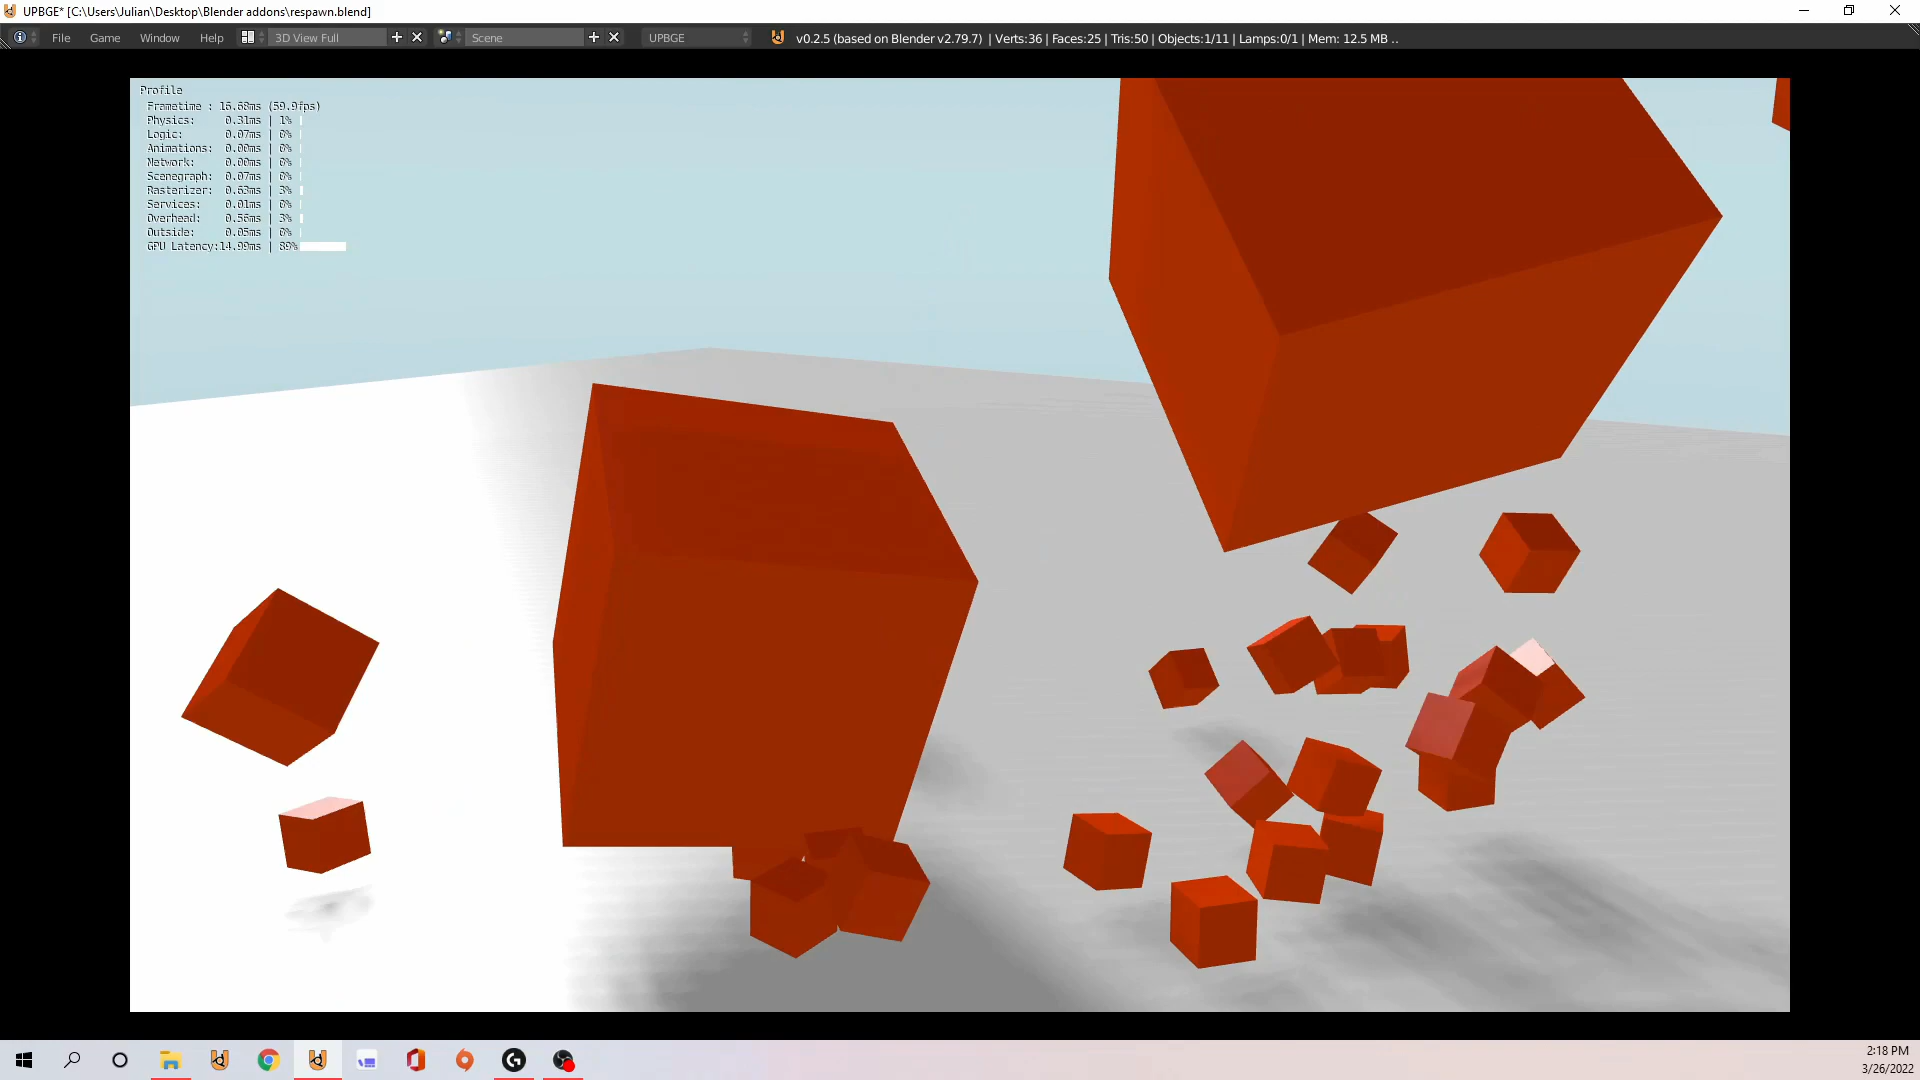 UPBGE* [C:\Users\Julian\Desktop\Blender addons\respawn.blend]
File Game Window Help 3D View Full Scene UPBGE v0.2.5 (based on Blender v2.79.7) | Verts:36 | Faces:25 | Tris:50 | Objects:1/11 | Lamps:0/1 | Mem: 12.5 MB ..
Profile
Frametime : 16.68ms (59.9fps)
Physics: 0.31ms | 1%
Logic: 0.07ms | 0%
Animations: 0.00ms | 0%
Network: 0.00ms | 0%
Scenegraph: 0.07ms | 0%
Rasterizer: 0.63ms | 3%
Services: 0.01ms | 0%
Overhead: 0.56ms | 3%
Outside: 0.05ms | 0%
GPU Latency:14.99ms | 89%
2:18 PM
3/26/2022